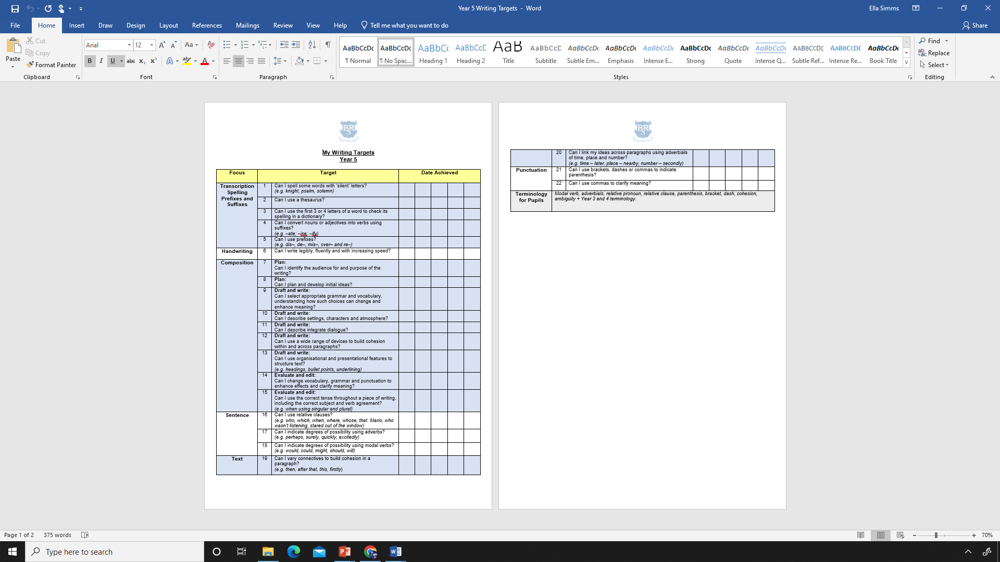 Year 5 Writing Targets - Word
Ella Simms
File Home Insert Draw Design Layout References Mailings Review View Help Tell me what you want to do Share
Paste
Cut
Copy
Format Painter
Clipboard
Arial 12
Font
Paragraph
AaBbCcDc AaBbCcDc AaBbCc AaBbCcD AaB AaBbCcD AaBbCcDc AaBbCcDc AaBbCcDc AaBbCcDc AaBbCcDc AaBbCcDc AABBCCDE AABBCCDE AaBbCcDc
¶ Normal ¶ No Spac... Heading 1 Heading 2 Title Subtitle Subtle Em... Emphasis Intense E... Strong Quote Intense Q... Subtle Ref... Intense Re... Book Title
Styles
Find
Replace
Select
Editing
BRS
My Writing Targets
Year 5
Focus Target Date Achieved
Transcription
Spelling
Prefixes and
Suffixes
1 Can I spell some words with 'silent' letters?
(e.g. knight, psalm, solemn)
2 Can I use a thesaurus?
3 Can I use the first 3 or 4 letters of a word to check its
spelling in a dictionary?
4 Can I convert nouns or adjectives into verbs using
suffixes?
(e.g. –ate; –ise; –ify)
5 Can I use prefixes?
(e.g. dis–, de–, mis–, over– and re–)
Handwriting 6 Can I write legibly, fluently and with increasing speed?
Composition 7 Plan:
Can I identify the audience for and purpose of the
writing?
8 Plan:
Can I plan and develop initial ideas?
9 Draft and write:
Can I select appropriate grammar and vocabulary,
understanding how such choices can change and
enhance meaning?
10 Draft and write:
Can I describe settings, characters and atmosphere?
11 Draft and write:
Can I describe integrate dialogue?
12 Draft and write:
Can I use a wide range of devices to build cohesion
within and across paragraphs?
13 Draft and write:
Can I use organisational and presentational features to
structure text?
(e.g. headings, bullet points, underlining)
14 Evaluate and edit:
Can I change vocabulary, grammar and punctuation to
enhance effects and clarify meaning?
15 Evaluate and edit:
Can I use the correct tense throughout a piece of writing,
including the correct subject and verb agreement?
(e.g. when using singular and plural)
Sentence 16 Can I use relative clauses?
(e.g. who, which, when, where, whose, that. Mario, who
wasn't listening, stared out of the window)
17 Can I indicate degrees of possibility using adverbs?
(e.g. perhaps, surely, quickly, excitedly)
18 Can I indicate degrees of possibility using modal verbs?
(e.g. would, could, might, should, will)
Text 19 Can I vary connectives to build cohesion in a
paragraph?
(e.g. then, after that, this, firstly)
BRS
20 Can I link my ideas across paragraphs using adverbials
of time, place and number?
(e.g. time – later, place – nearby, number – secondly)
Punctuation 21 Can I use brackets, dashes or commas to indicate
parenthesis?
22 Can I use commas to clarify meaning?
Terminology
for Pupils
Modal verb, adverbials, relative pronoun, relative clause, parenthesis, bracket, dash, cohesion,
ambiguity + Year 3 and 4 terminology.
Page 1 of 2 375 words
70%
Type here to search